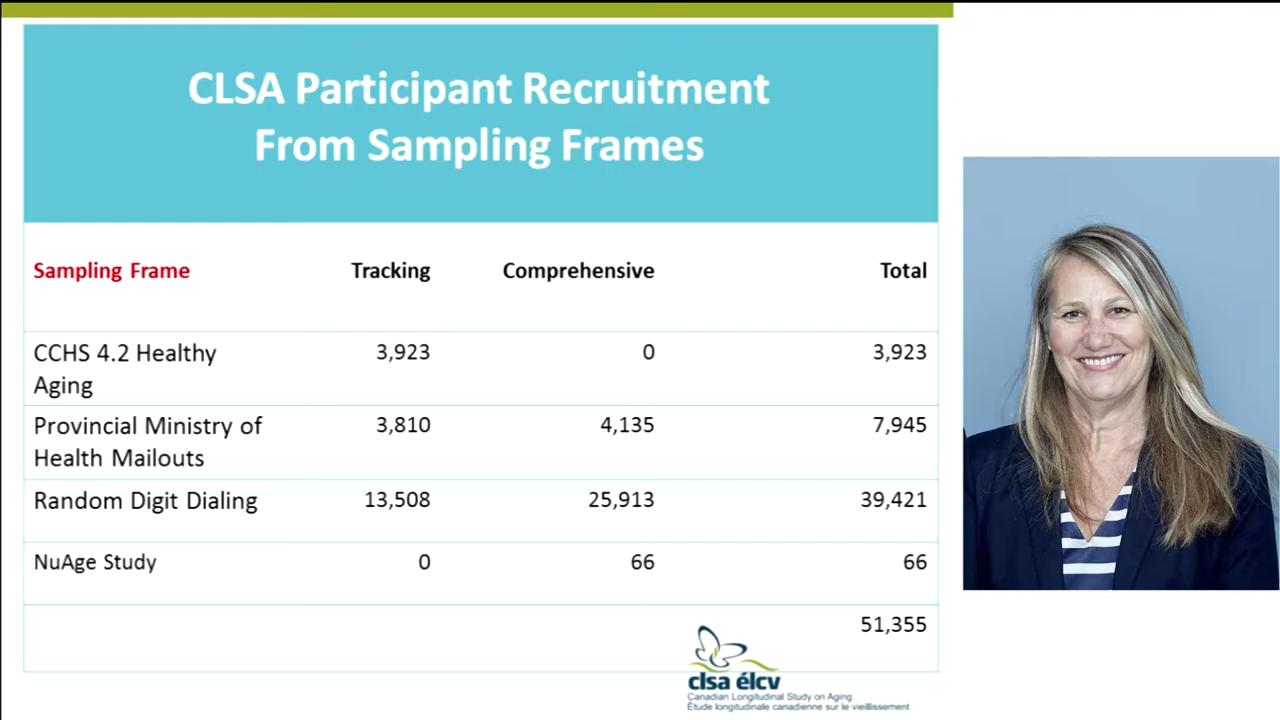 CLSA Participant Recruitment
From Sampling Frames
Sampling Frame Tracking Comprehensive Total
CCHS 4.2 Healthy 3,923 0 3,923
Aging
Provincial Ministry of 3,810 4,135 7,945
Health Mailouts
Random Digit Dialing 13,508 25,913 39,421
NuAge Study 0 66 66
51,355
clsa élcv
Canadian Longitudinal Study on Aging
Étude longitudinale canadienne sur le vieillissement